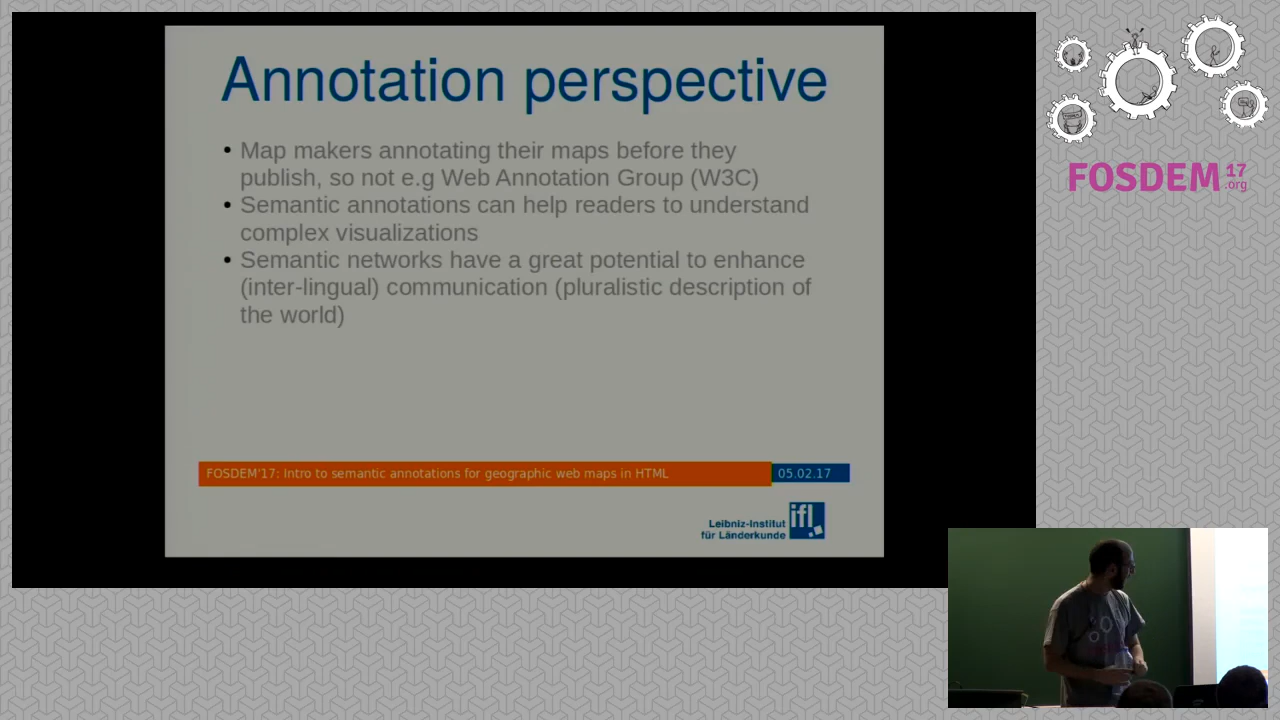 Annotation perspective
• Map makers annotating their maps before they
publish, so not e.g Web Annotation Group (W3C)
• Semantic annotations can help readers to understand
complex visualizations
• Semantic networks have a great potential to enhance
(inter-lingual) communication (pluralistic description of
the world)
FOSDEM'17: Intro to semantic annotations for geographic web maps in HTML
05.02.17
Leibniz-Institut
für Länderkunde
ifl
FOSDEM 17
.org